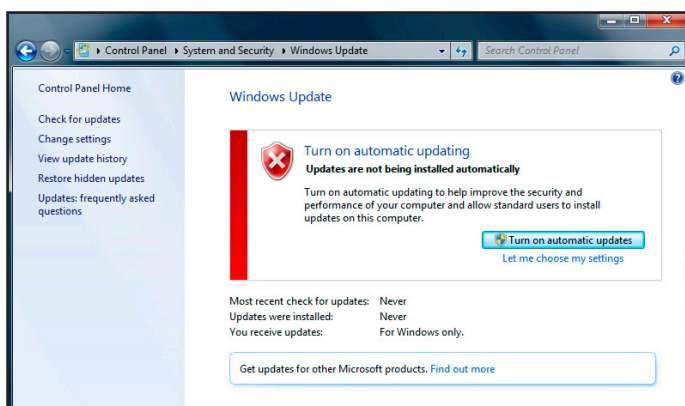 Control Panel ▸ System and Security ▸ Windows Update
Search Control Panel
Control Panel Home
Check for updates
Change settings
View update history
Restore hidden updates
Updates: frequently asked
questions
Windows Update
Turn on automatic updating
Updates are not being installed automatically
Turn on automatic updating to help improve the security and
performance of your computer and allow standard users to install
updates on this computer.
Turn on automatic updates
Let me choose my settings
Most recent check for updates: Never
Updates were installed: Never
You receive updates: For Windows only.
Get updates for other Microsoft products. Find out more